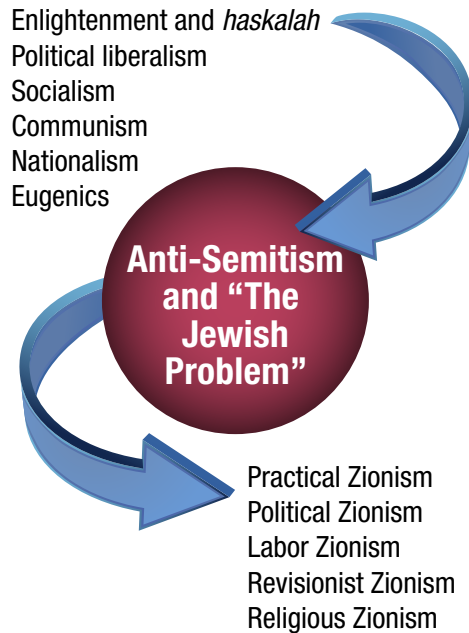 Enlightenment and haskalah
Political liberalism
Socialism
Communism
Nationalism
Eugenics
Anti-Semitism
and “The
Jewish
Problem”
Practical Zionism
Political Zionism
Labor Zionism
Revisionist Zionism
Religious Zionism